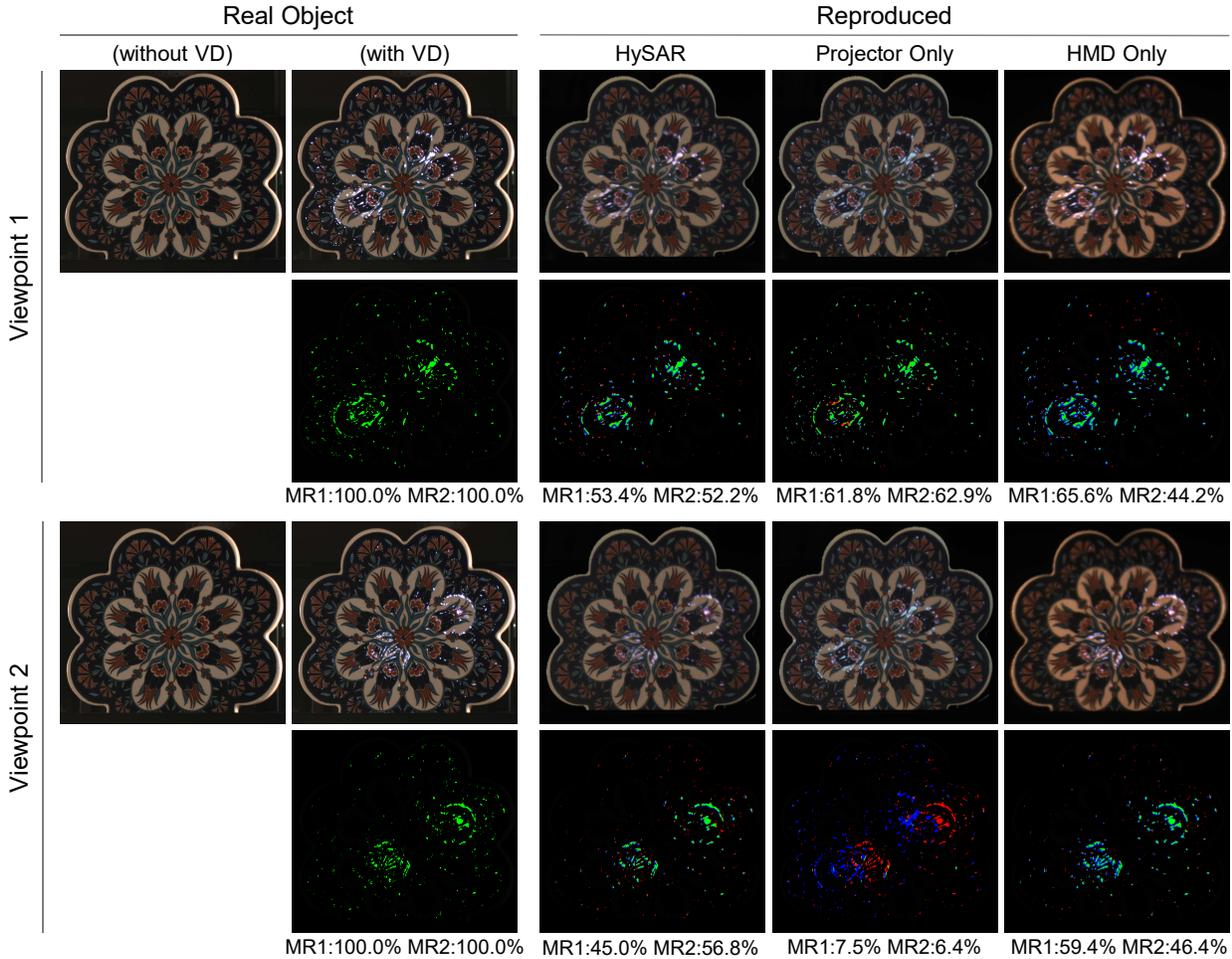 Real Object
Reproduced
(without VD)
(with VD)
HySAR
Projector Only
HMD Only
Viewpoint 1
MR1:100.0% MR2:100.0%
MR1:53.4% MR2:52.2%
MR1:61.8% MR2:62.9%
MR1:65.6% MR2:44.2%
Viewpoint 2
MR1:100.0% MR2:100.0%
MR1:45.0% MR2:56.8%
MR1:7.5% MR2:6.4%
MR1:59.4% MR2:46.4%